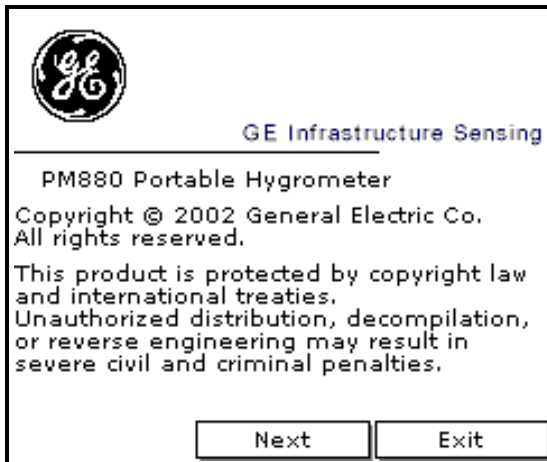 GE
GE Infrastructure Sensing
PM880 Portable Hygrometer
Copyright © 2002 General Electric Co.
All rights reserved.
This product is protected by copyright law
and international treaties.
Unauthorized distribution, decompilation,
or reverse engineering may result in
severe civil and criminal penalties.
Next Exit